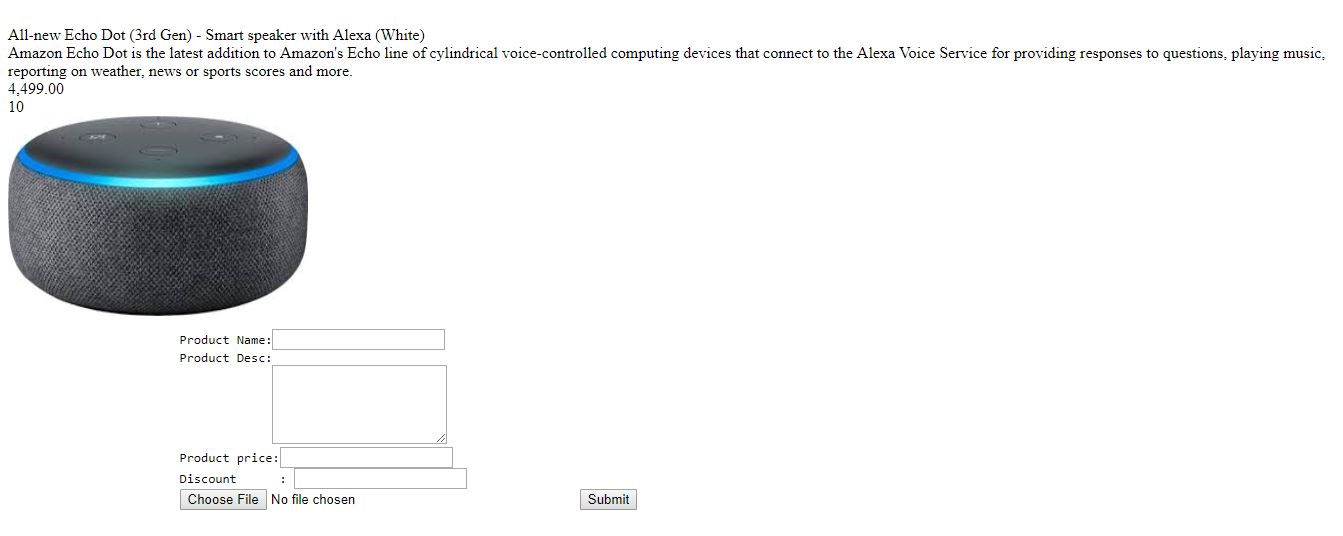 All-new Echo Dot (3rd Gen) - Smart speaker with Alexa (White)
Amazon Echo Dot is the latest addition to Amazon's Echo line of cylindrical voice-controlled computing devices that connect to the Alexa Voice Service for providing responses to questions, playing music,
reporting on weather, news or sports scores and more.
4,499.00
10
Product Name:
Product Desc:
Product price:
Discount :
Choose File No file chosen Submit